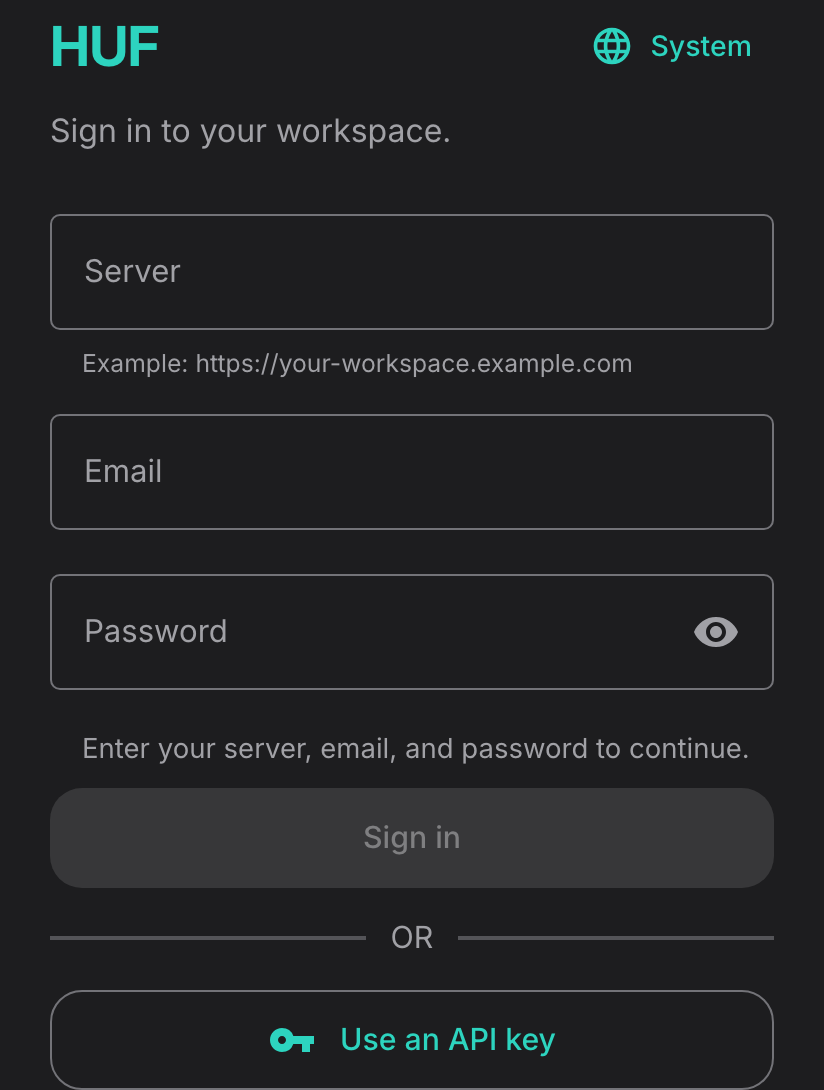 HUF
System
Sign in to your workspace.
Server
Example: https://your-workspace.example.com
Email
Password
Enter your server, email, and password to continue.
Sign in
OR
Use an API key